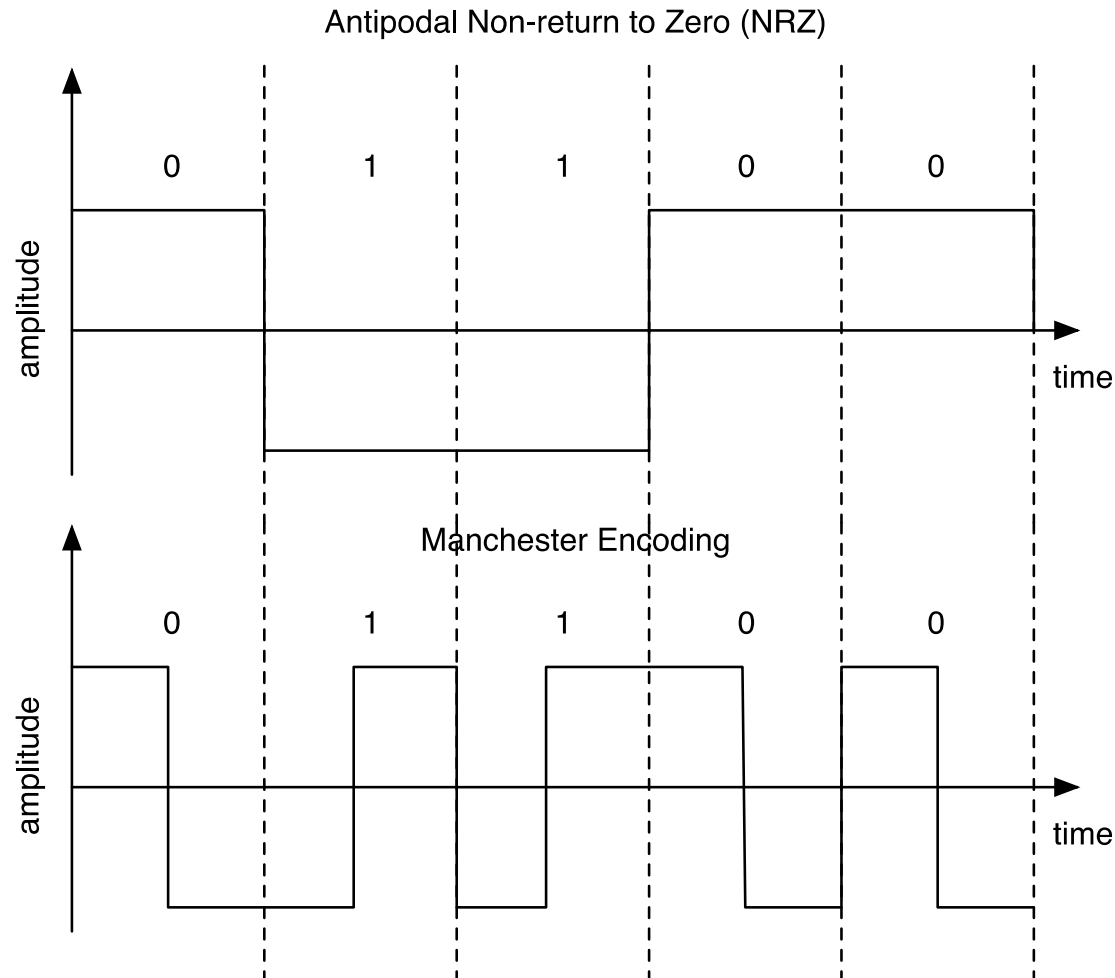 Antipodal Non-return to Zero (NRZ)
0 1 1 0 0
amplitude
time
Manchester Encoding
0 1 1 0 0
amplitude
time